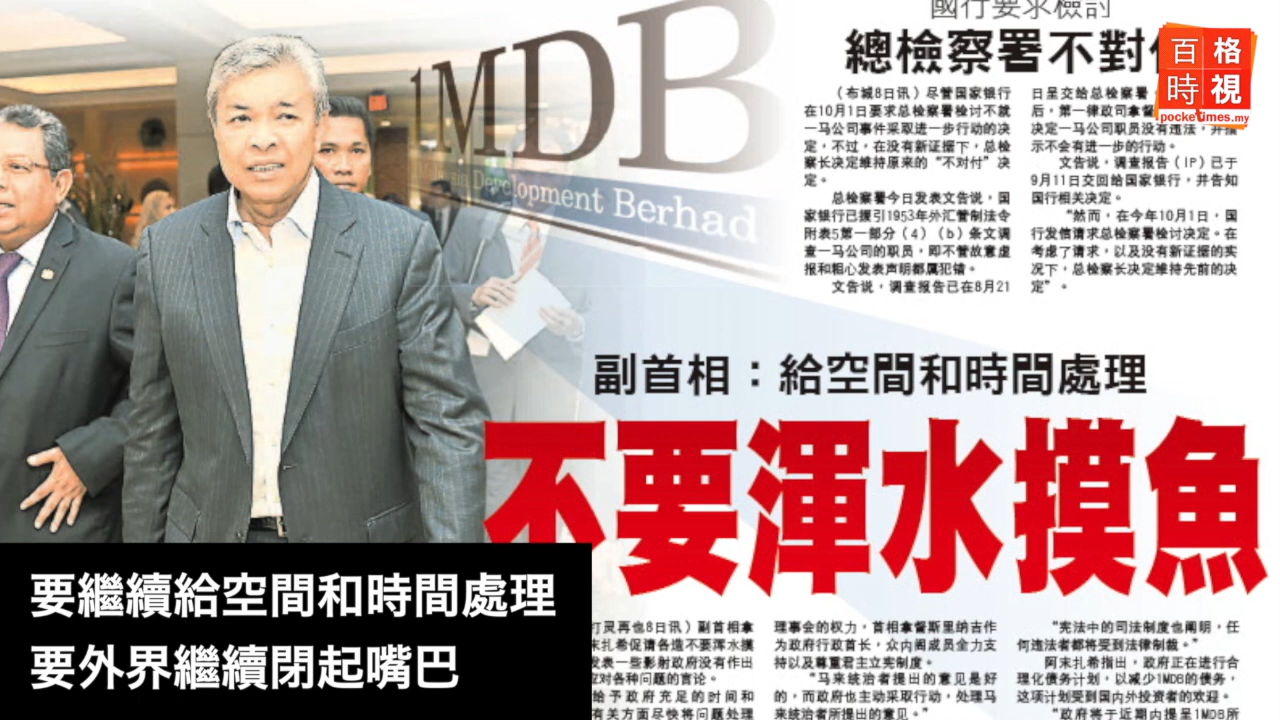 國行要求檢討
總檢察署不對
百格
時視
pocketimes.my
1MDB
Development Berhad
（布城8日讯）尽管国家银行
在10月1日要求总检察署检讨不就
一马公司事件采取进一步行动的决
定，不过，在没有新证据下，总检
察长决定维持原来的“不对付”决
定。
总检察署今日发表文告说，国
家银行已援引1953年外汇管制法令
附表5第一部分（4）（b）条文调
查一马公司的职员，即不管故意虚
报和粗心发表声明都属犯错。
文告说，调查报告已在8月21
日呈交给总检察署
后，第一律政司拿督
决定一马公司职员没有违法，并指
示不会有进一步的行动。
文告说，调查报告（IP）已于
9月11日交回给国家银行，并告知
国行相关决定。
“然而，在今年10月1日，国
行发信请求总检察署检讨决定。在
考虑了请求，以及没有新证据的实
况下，总检察长决定维持先前的决
定”。
副首相：給空間和時間處理
不要渾水摸魚
要繼續給空間和時間處理
要外界繼續閉起嘴巴
打灵再也8日讯）副首相拿
末扎希促请各造不要浑水摸
发表一些影射政府没有作出
应对各种问题的言论。
给予政府充足的时间和
有关方面尽快将问题处理
理事会的权力，首相拿督斯里纳吉作
为政府行政首长，众内阁成员全力支
持以及尊重君主立宪制度。
“马来统治者提出的意见是好
的，而政府也主动采取行动，处理马
来统治者所提出的意见。”
“宪法中的司法制度也阐明，任
何违法者都将受到法律制裁。”
阿末扎希指出，政府正在进行合
理化债务计划，以减少1MDB的债务，
这项计划受到国内外投资者的欢迎。
“政府将于近期内提呈1MDB所